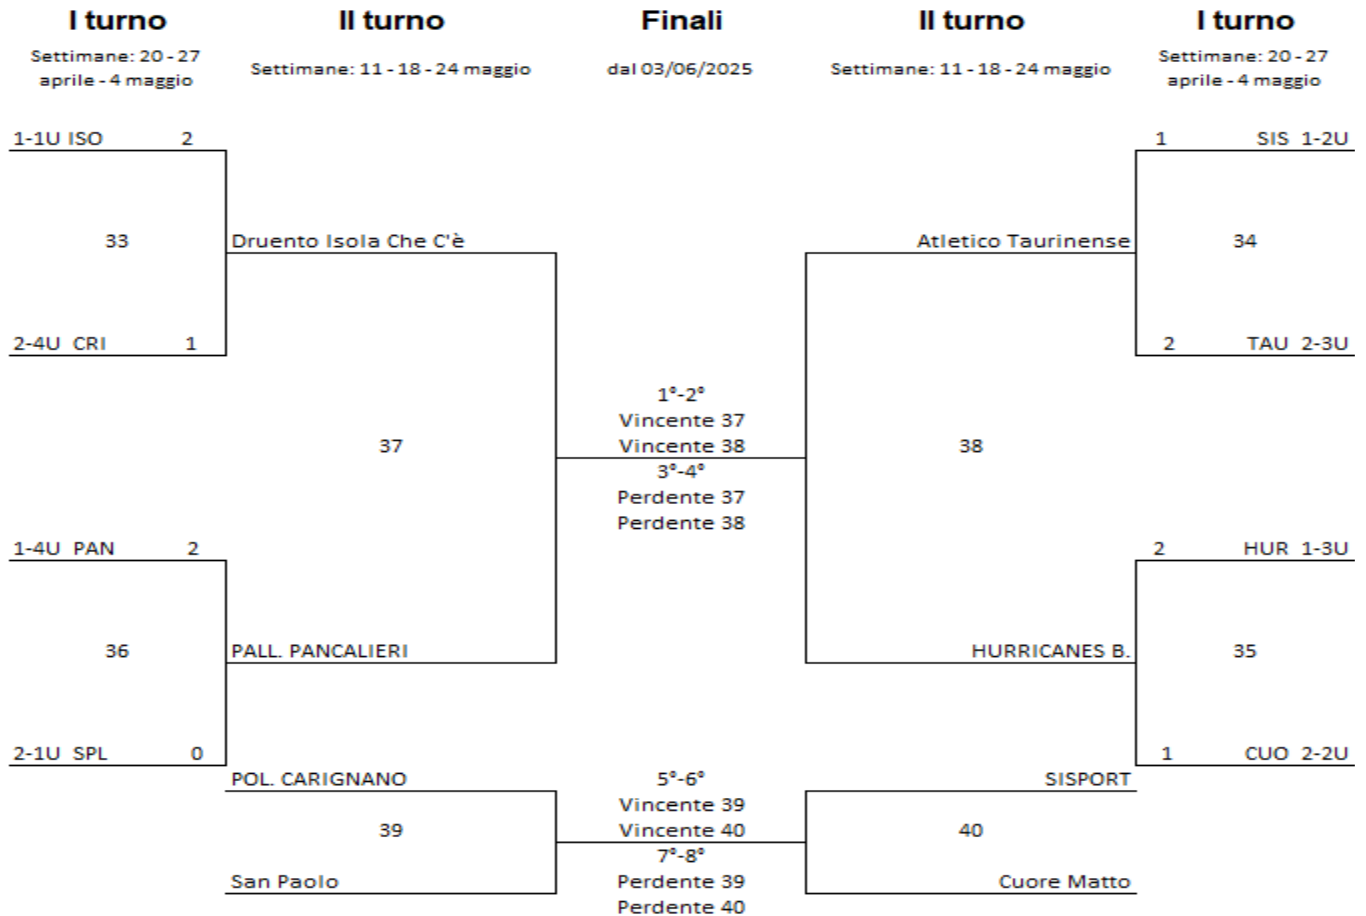 I turno
II turno
Finali
II turno
I turno
Settimane: 20 - 27
aprile - 4 maggio
Settimane: 11 - 18 - 24 maggio
dal 03/06/2025
Settimane: 11 - 18 - 24 maggio
Settimane: 20 - 27
aprile - 4 maggio
1-1U ISO 2
1 SIS 1-2U
33
Druento Isola Che C'è
Atletico Taurinense
34
2-4U CRI 1
2 TAU 2-3U
1°-2°
Vincente 37
37
Vincente 38
38
3°-4°
Perdente 37
Perdente 38
1-4U PAN 2
2 HUR 1-3U
36
PALL. PANCALIERI
HURRICANES B.
35
2-1U SPL 0
1 CUO 2-2U
POL. CARIGNANO
5°-6°
SISPORT
Vincente 39
39
Vincente 40
40
7°-8°
San Paolo
Perdente 39
Cuore Matto
Perdente 40